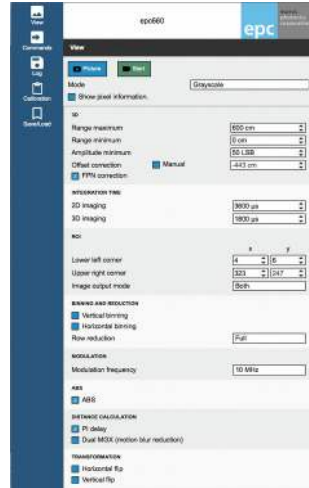 View
Commands
Log
Calibration
Save/Load
epc660
epc
View
Picture
Start
Mode
Grayscale
Show pixel information.
3D
Range maximum
600 cm
Range minimum
0 cm
Amplitude minimum
50 LSB
Offset correction
Manual
-443 cm
FPN correction
INTEGRATION TIME
2D imaging
3600 µs
3D imaging
1800 µs
ROI
x y
Lower left corner
4 6
Upper right corner
323 247
Image output mode
Both
BINNING AND REDUCTION
Vertical binning
Horizontal binning
Row reduction
Full
MODULATION
Modulation frequency
10 MHz
ABS
ABS
DISTANCE CALCULATION
PI delay
Dual MGX (motion blur reduction)
TRANSFORMATION
Horizontal flip
Vertical flip